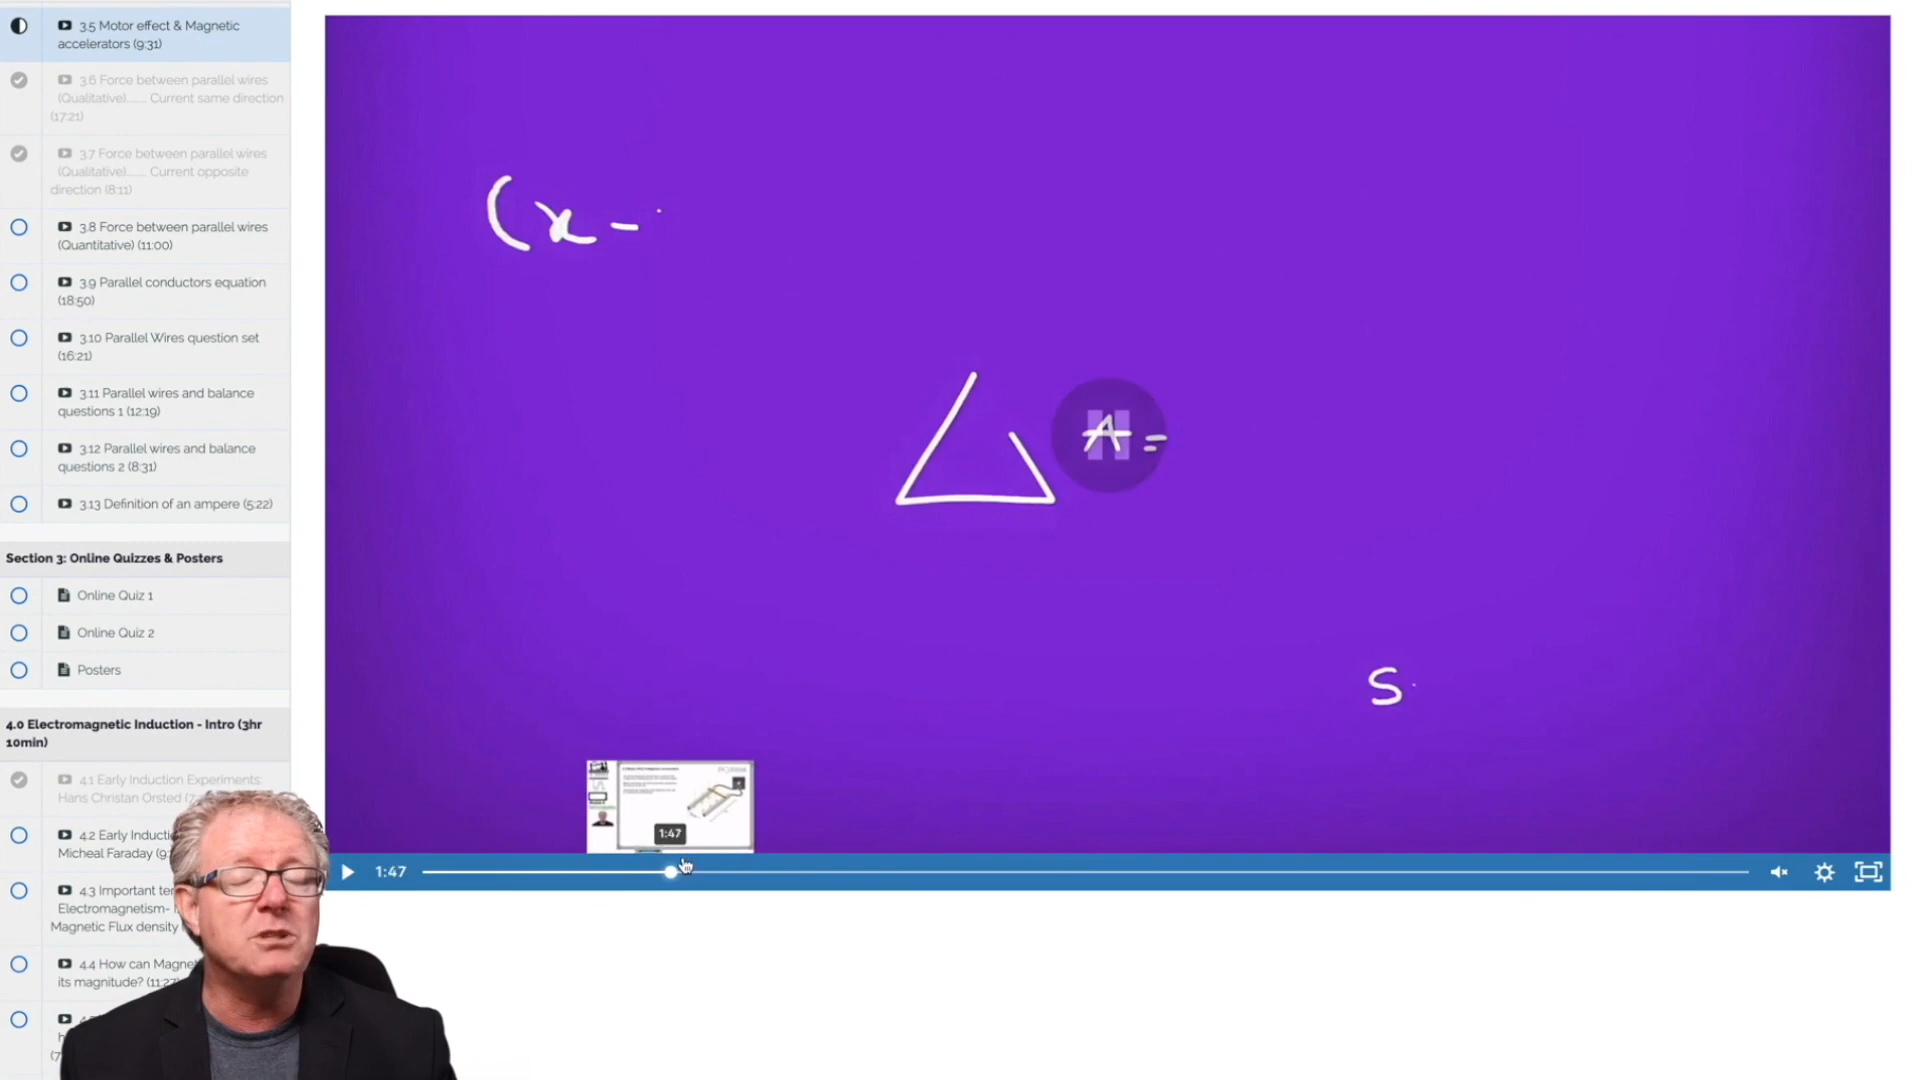 3.5 Motor effect & Magnetic
accelerators (9:31)
3.6 Force between parallel wires
(Qualitative)....... Current same direction
(17:21)
3.7 Force between parallel wires
(Qualitative)....... Current opposite
direction (8:11)
3.8 Force between parallel wires
(Quantitative) (11:00)
3.9 Parallel conductors equation
(18:50)
3.10 Parallel Wires question set
(16:21)
3.11 Parallel wires and balance
questions 1 (12:19)
3.12 Parallel wires and balance
questions 2 (8:31)
3.13 Definition of an ampere (5:22)
Section 3: Online Quizzes & Posters
Online Quiz 1
Online Quiz 2
Posters
4.0 Electromagnetic Induction - Intro (3hr
10min)
4.1 Early Induction Experiments:
Hans Christan Orsted
4.2 Early
Micheal Faraday
4.3 Important
Electromagnetism-
Magnetic Flux density
4.4 How can
its magnitude? (11:27)
(x -
A =
S
1:47
1:47